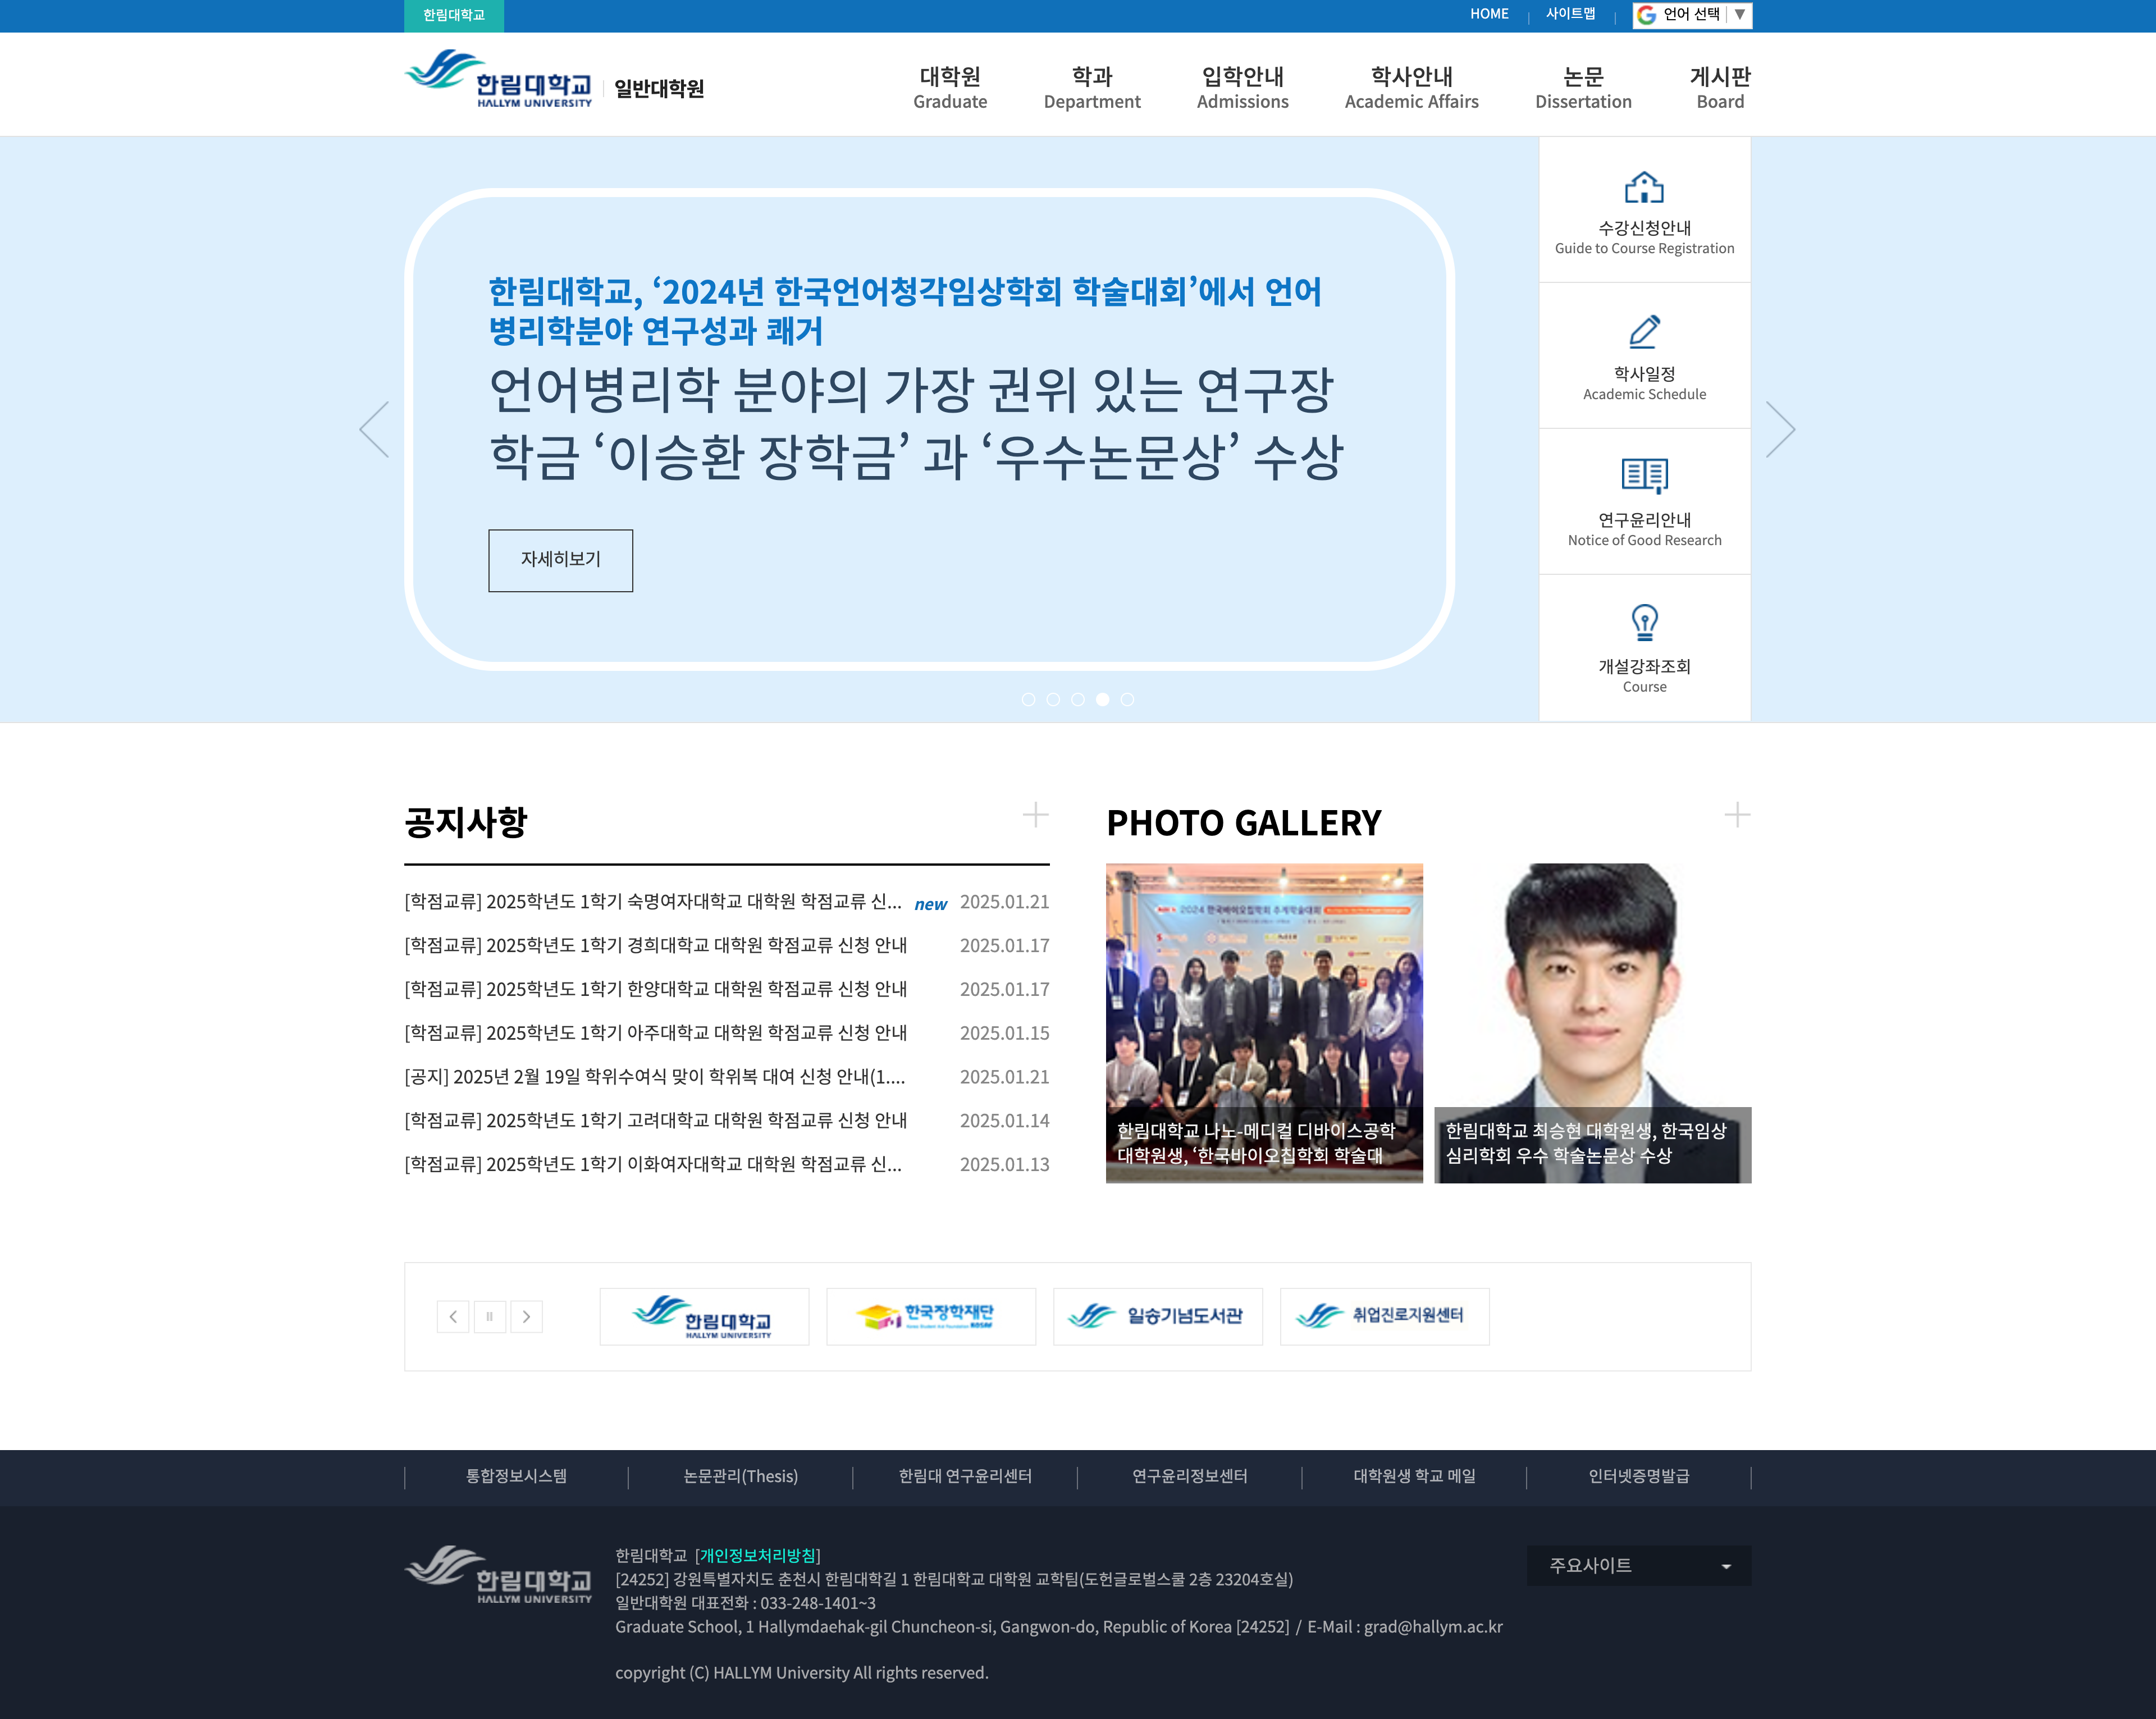 한림대학교
HOME
사이트맵
언어 선택 ▼
한림대학교
HALLYM UNIVERSITY
일반대학원
대학원
Graduate
학과
Department
입학안내
Admissions
학사안내
Academic Affairs
논문
Dissertation
게시판
Board
한림대학교, ‘2024년 한국언어청각임상학회 학술대회’에서 언어
병리학분야 연구성과 쾌거
언어병리학 분야의 가장 권위 있는 연구장
학금 ‘이승환 장학금’ 과 ‘우수논문상’ 수상
자세히보기
수강신청안내
Guide to Course Registration
학사일정
Academic Schedule
연구윤리안내
Notice of Good Research
개설강좌조회
Course
공지사항
[학점교류] 2025학년도 1학기 숙명여자대학교 대학원 학점교류 신... new 2025.01.21
[학점교류] 2025학년도 1학기 경희대학교 대학원 학점교류 신청 안내 2025.01.17
[학점교류] 2025학년도 1학기 한양대학교 대학원 학점교류 신청 안내 2025.01.17
[학점교류] 2025학년도 1학기 아주대학교 대학원 학점교류 신청 안내 2025.01.15
[공지] 2025년 2월 19일 학위수여식 맞이 학위복 대여 신청 안내(1.... 2025.01.21
[학점교류] 2025학년도 1학기 고려대학교 대학원 학점교류 신청 안내 2025.01.14
[학점교류] 2025학년도 1학기 이화여자대학교 대학원 학점교류 신... 2025.01.13
PHOTO GALLERY
2024 한국바이오칩학회 추계학술대회
한림대학교 나노-메디컬 디바이스공학
대학원생, ‘한국바이오칩학회 학술대
한림대학교 최승현 대학원생, 한국임상
심리학회 우수 학술논문상 수상
한림대학교
HALLYM UNIVERSITY
한국장학재단
일송기념도서관
취업진로지원센터
통합정보시스템
논문관리(Thesis)
한림대 연구윤리센터
연구윤리정보센터
대학원생 학교 메일
인터넷증명발급
한림대학교
HALLYM UNIVERSITY
한림대학교 [개인정보처리방침]
[24252] 강원특별자치도 춘천시 한림대학길 1 한림대학교 대학원 교학팀(도헌글로벌스쿨 2층 23204호실)
일반대학원 대표전화 : 033-248-1401~3
Graduate School, 1 Hallymdaehak-gil Chuncheon-si, Gangwon-do, Republic of Korea [24252] / E-Mail : grad@hallym.ac.kr
copyright (C) HALLYM University All rights reserved.
주요사이트